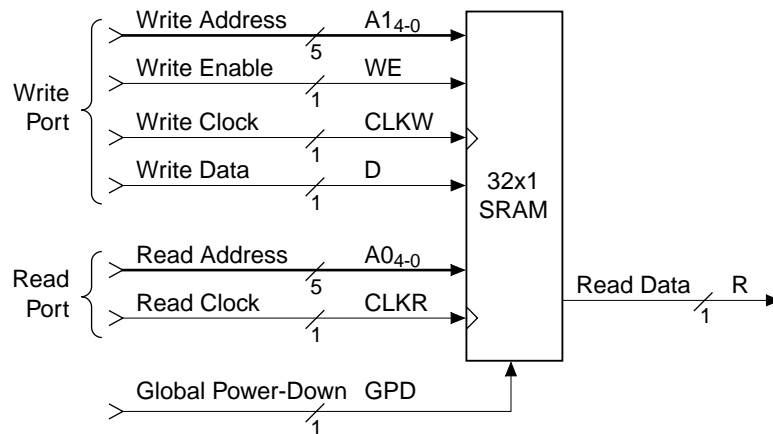 Write Address 5 A14-0
Write Enable 1 WE
Write Port
Write Clock 1 CLKW
Write Data 1 D
32x1
SRAM
Read Address 5 A04-0
Read Port
Read Clock 1 CLKR
Read Data 1 R
Global Power-Down 1 GPD